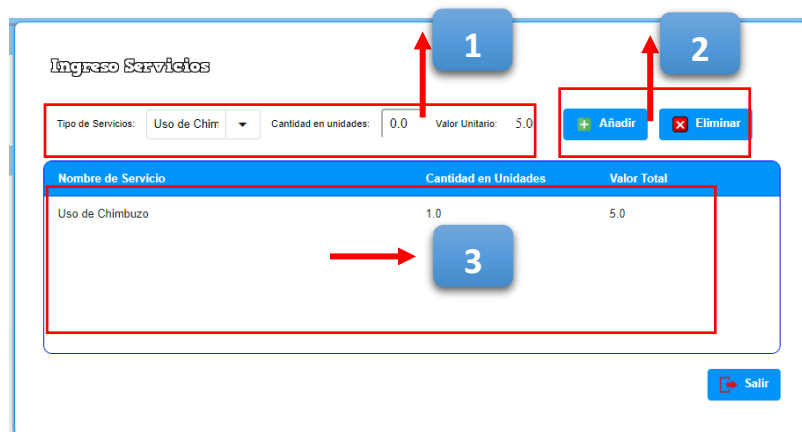 1
2
Ingreso Servicios
Tipo de Servicios: Uso de Chim Cantidad en unidades: 0.0 Valor Unitario: 5.0 Añadir Eliminar
Nombre de Servicio Cantidad en Unidades Valor Total
Uso de Chimbuzo 1.0 5.0
3
Salir